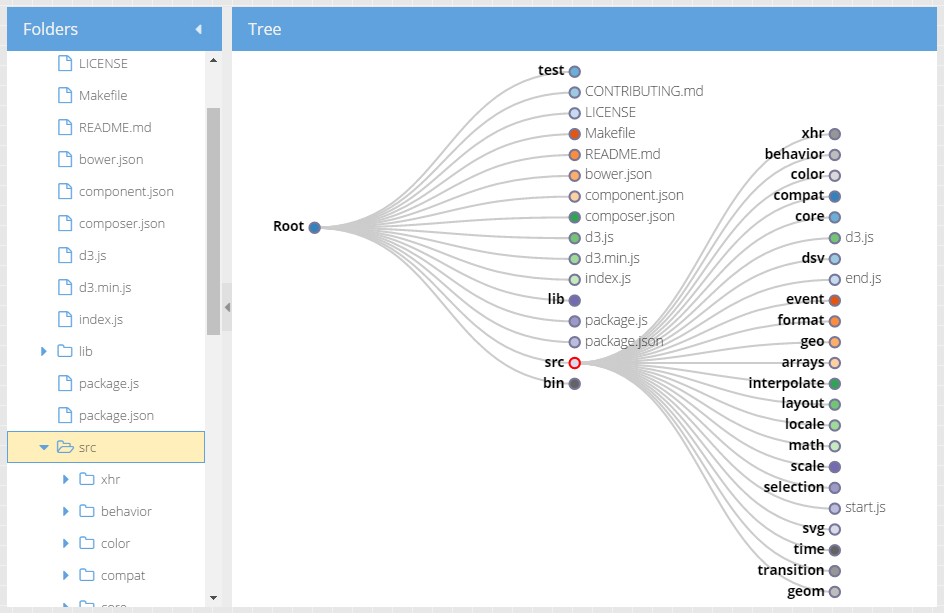 Folders
LICENSE
Makefile
README.md
bower.json
component.json
composer.json
d3.js
d3.min.js
index.js
lib
package.js
package.json
src
xhr
behavior
color
compat
core
Tree
Root
test
CONTRIBUTING.md
LICENSE
Makefile
README.md
bower.json
component.json
composer.json
d3.js
d3.min.js
index.js
lib
package.js
package.json
src
bin
xhr
behavior
color
compat
core
d3.js
dsv
end.js
event
format
geo
arrays
interpolate
layout
locale
math
scale
selection
start.js
svg
time
transition
geom